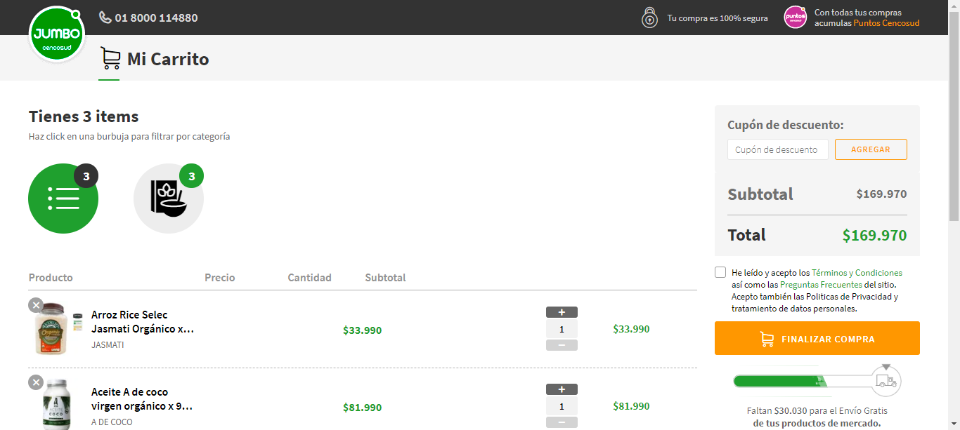 JUMBO
cencosud
01 8000 114880
Tu compra es 100% segura
puntos
Con todas tus compras
acumulas Puntos Cencosud
Mi Carrito
Tienes 3 items
Haz click en una burbuja para filtrar por categoría
3
3
Producto Precio Cantidad Subtotal
Arroz Rice Selec
Jasmati Orgánico x...
JASMATI
$33.990
+
1
−
$33.990
Aceite A de coco
virgen orgánico x 9...
A DE COCO
$81.990
+
1
−
$81.990
Cupón de descuento:
Cupón de descuento
AGREGAR
Subtotal $169.970
Total $169.970
He leído y acepto los Términos y Condiciones
así como las Preguntas Frecuentes del sitio.
Acepto también las Políticas de Privacidad y
tratamiento de datos personales.
FINALIZAR COMPRA
Faltan $30.030 para el Envío Gratis
de tus productos de mercado.